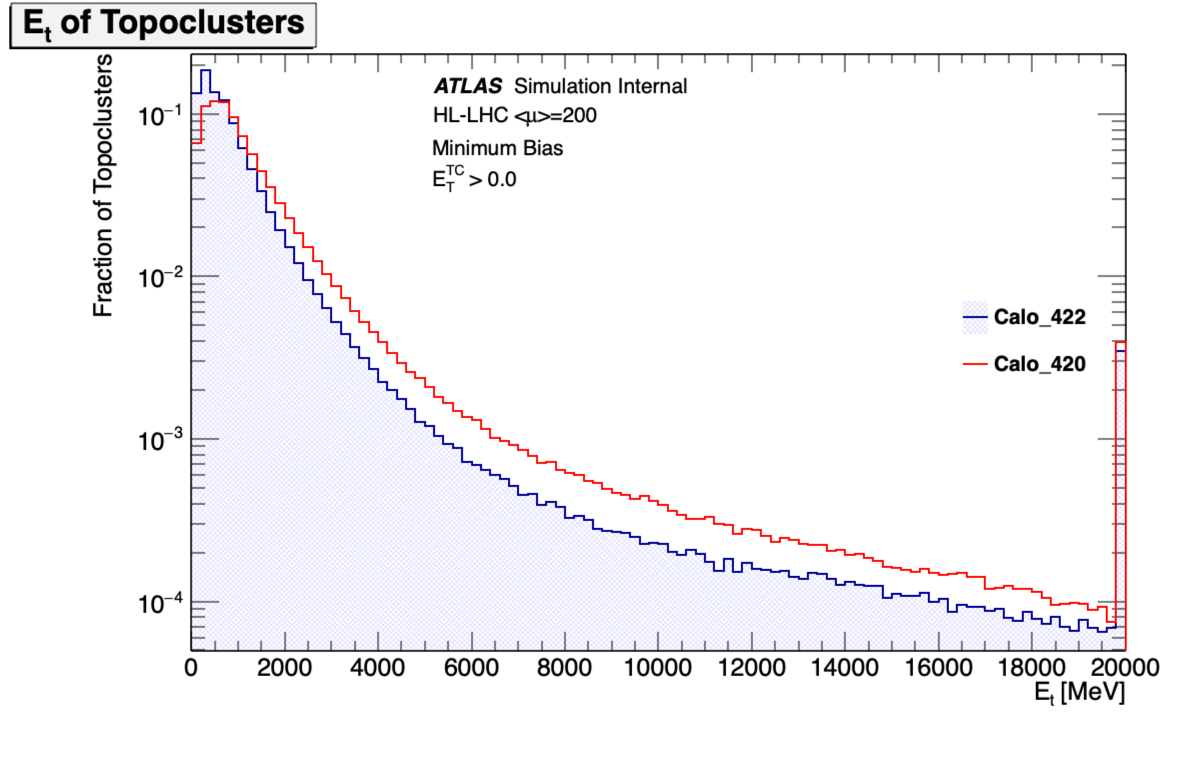 Et of Topoclusters
Fraction of Topoclusters
ATLAS Simulation Internal
HL-LHC <μ>=200
Minimum Bias
E_T^TC > 0.0
10⁻¹
10⁻²
10⁻³
10⁻⁴
Calo_422
Calo_420
0 2000 4000 6000 8000 10000 12000 14000 16000 18000 20000
Et [MeV]